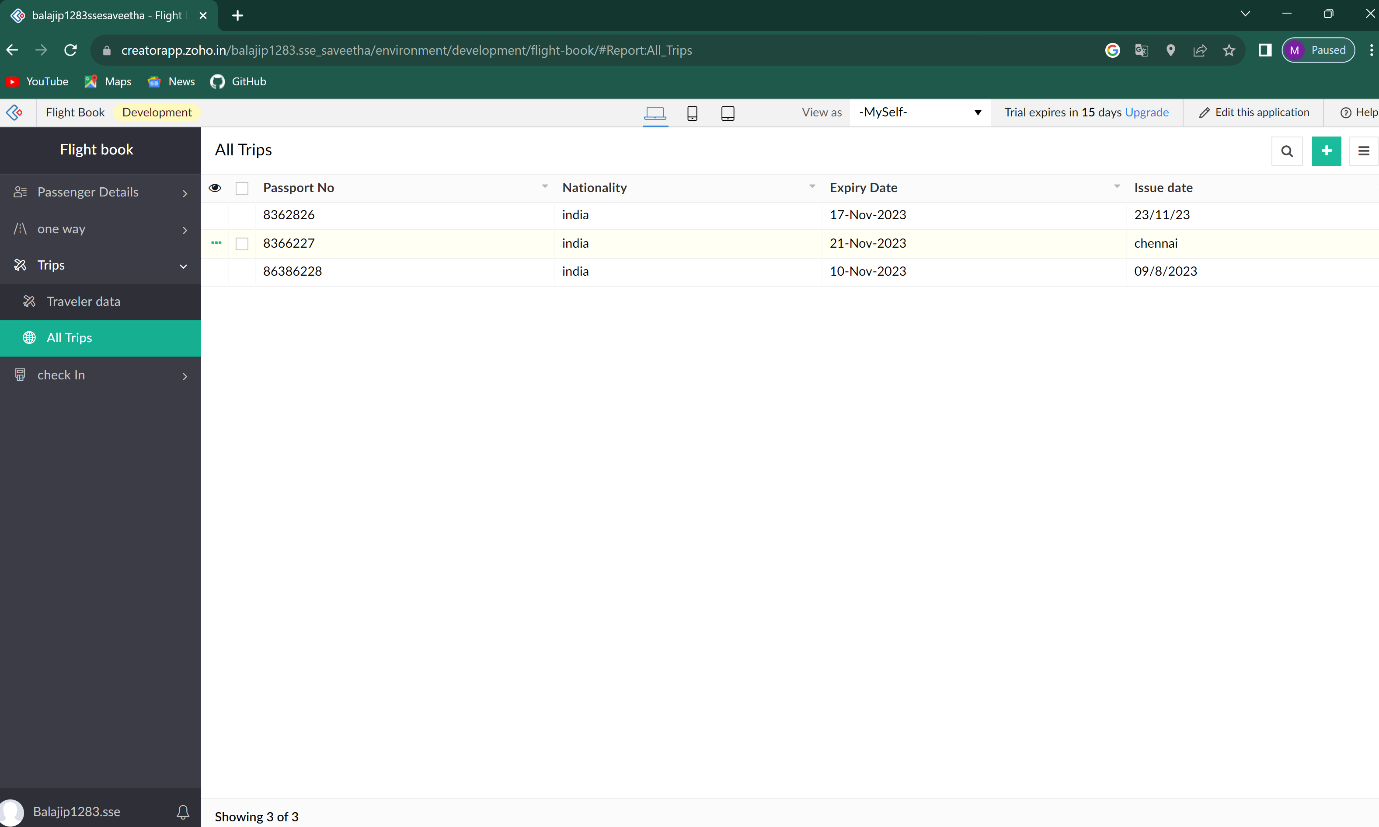 balajip1283ssesaveetha - Flight
creatorapp.zoho.in/balajip1283.sse_saveetha/environment/development/flight-book/#Report:All_Trips
M Paused
YouTube Maps News GitHub
Flight Book Development View as -MySelf- Trial expires in 15 days Upgrade Edit this application Help
Flight book
Passenger Details
one way
Trips
Traveler data
All Trips
check In
Balajip1283.sse
All Trips
Passport No Nationality Expiry Date Issue date
8362826 india 17-Nov-2023 23/11/23
8366227 india 21-Nov-2023 chennai
86386228 india 10-Nov-2023 09/8/2023
Showing 3 of 3